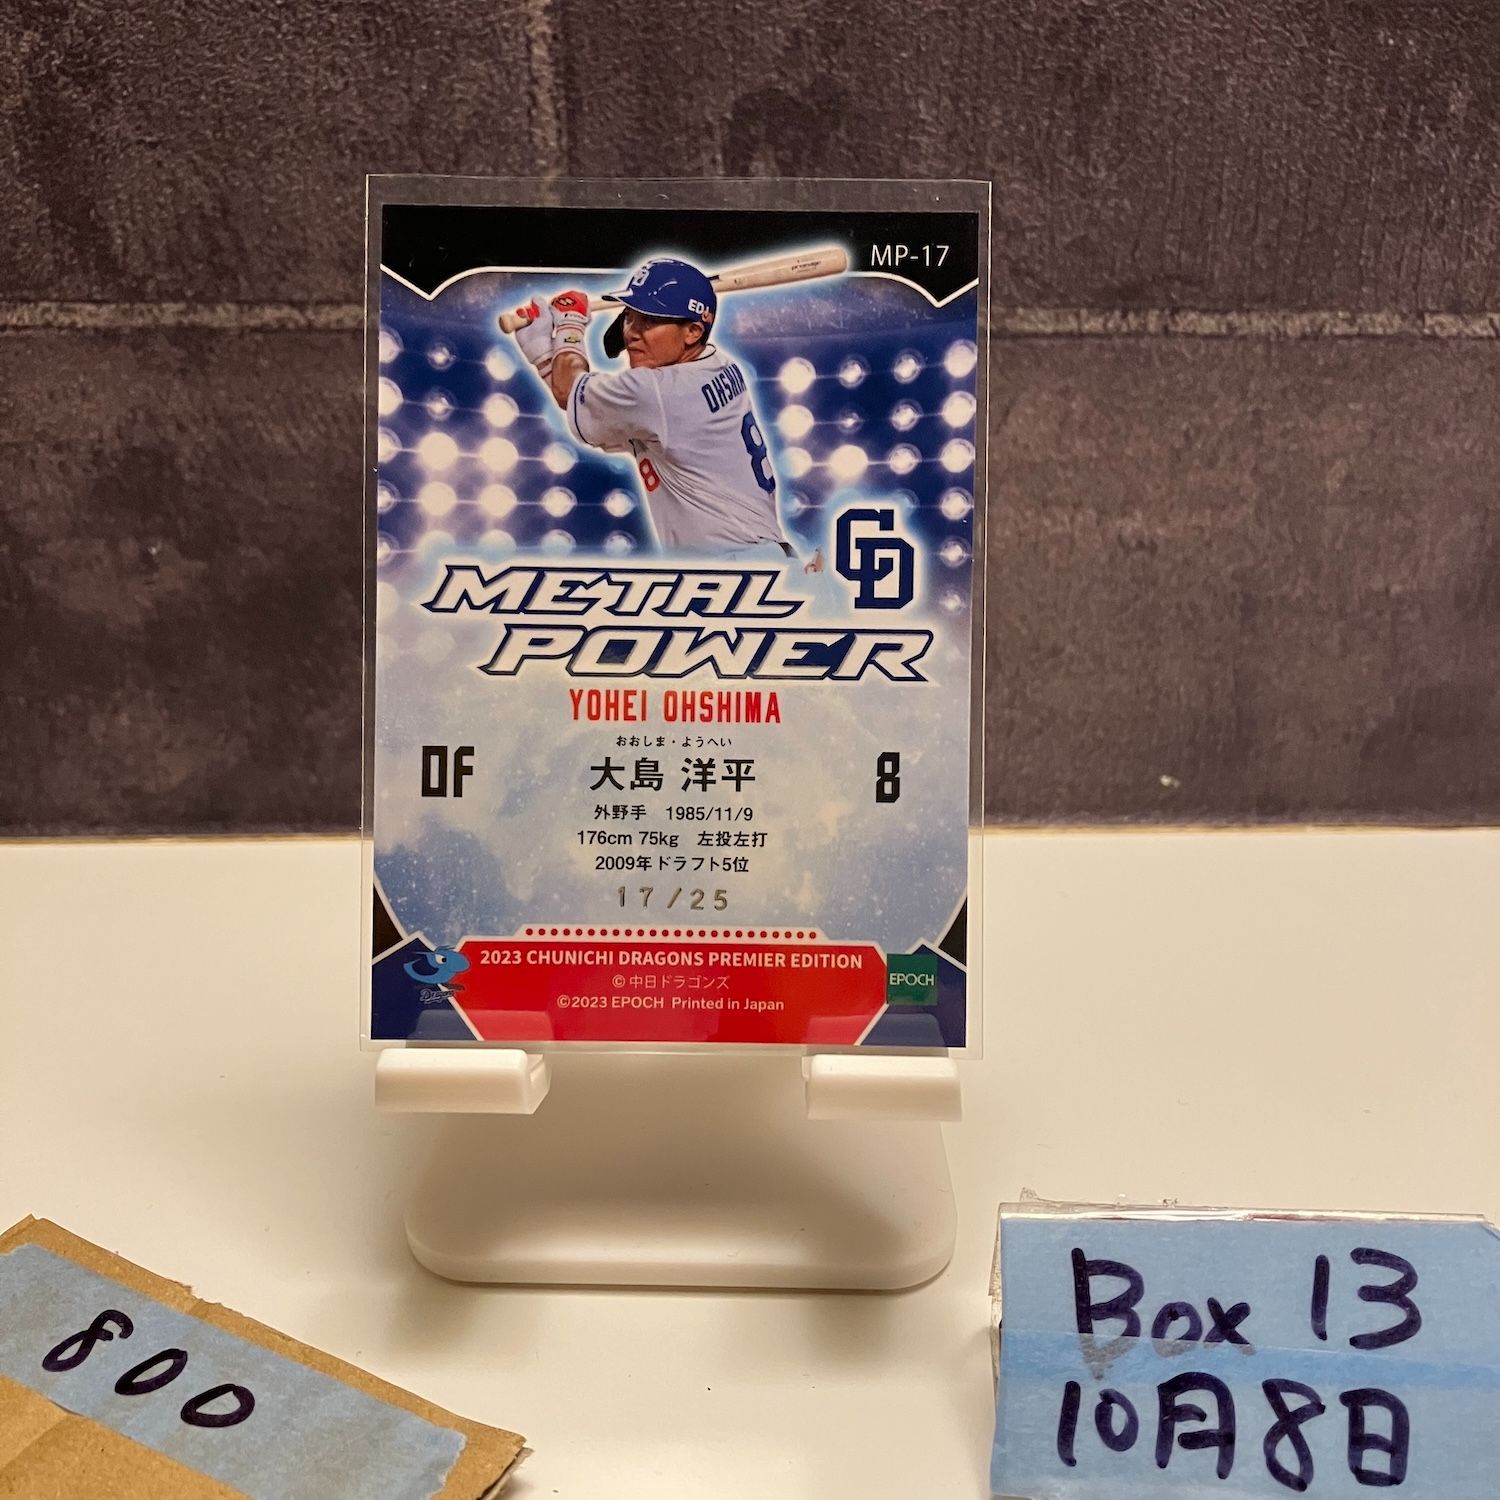 MP-17
OHSHIM
8
8
METAL
POWER
YOHEI OHSHIMA
おおしま・ようへい
OF 大島 洋平 8
外野手 1985/11/9
176cm 75kg 左投左打
2009年ドラフト5位
17/25
2023 CHUNICHI DRAGONS PREMIER EDITION
© 中日ドラゴンズ
©2023 EPOCH Printed in Japan
Dragons
EPOCH
800
Box 13
10月8日